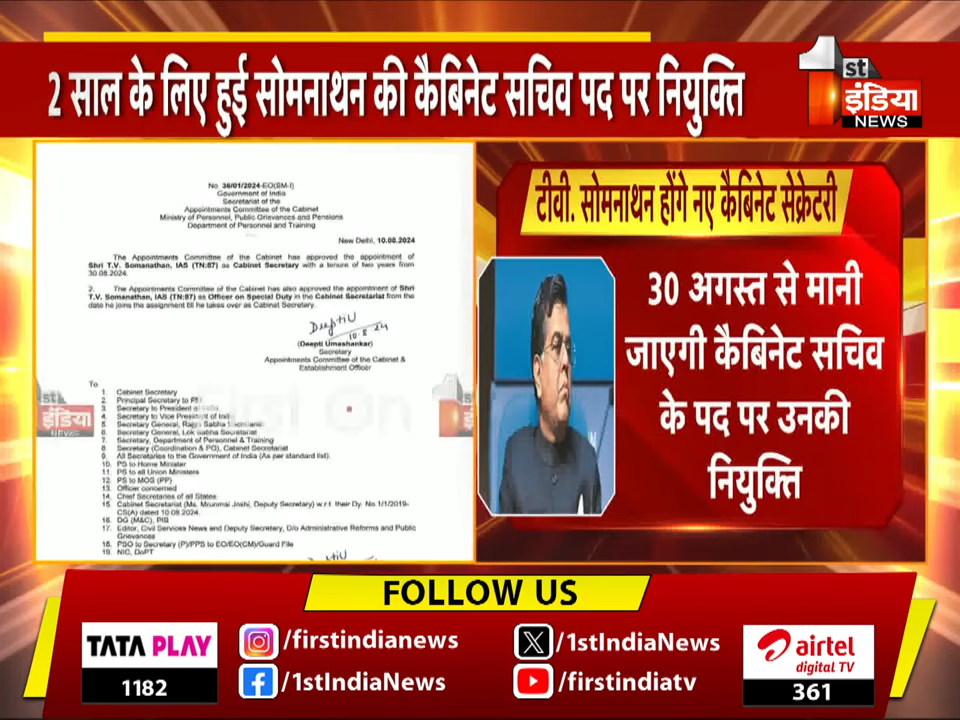 2 साल के लिए हुई सोमनाथन की कैबिनेट सचिव पद पर नियुक्ति
1st
इंडिया
NEWS
No. 36/01/2024-EO(SM-I)
Government of India
Secretariat of the
Appointments Committee of the Cabinet
Ministry of Personnel, Public Grievances and Pensions
Department of Personnel and Training
New Delhi, 10.08.2024
The Appointments Committee of the Cabinet has approved the appointment of
Shri T.V. Somanathan, IAS (TN:87) as Cabinet Secretary with a tenure of two years from
30.08.2024.
2. The Appointments Committee of the Cabinet has also approved the appointment of Shri
T.V. Somanathan, IAS (TN:87) as Officer on Special Duty in the Cabinet Secretariat from the
date he joins the assignment till he takes over as Cabinet Secretary.
10.8.24
(Deepti Umashankar)
Secretary
Appointments Committee of the Cabinet &
Establishment Officer
To
1. Cabinet Secretary
2. Principal Secretary to PM
3. Secretary to President of India
4. Secretary to Vice President of India
5. Secretary General, Rajya Sabha Secretariat
6. Secretary General, Lok Sabha Secretariat
7. Secretary, Department of Personnel & Training
8. Secretary (Coordination & PG), Cabinet Secretariat
9. All Secretaries to the Government of India (As per standard list).
10. PS to Home Minister
11. PS to all Union Ministers
12. PS to MOS (PP)
13. Officer concerned
14. Chief Secretaries of all States
15. Cabinet Secretariat (Ms. Mrunmai Joshi, Deputy Secretary) w.r.t. their Dy. No.1/1/2019-
CS(A) dated 10.08.2024.
16. DG (M&C), PIB
17. Editor, Civil Services News and Deputy Secretary, D/o Administrative Reforms and Public
Grievances
18. PSO to Secretary (P)/PPS to EO/EO(CM)/Guard File
19. NIC, DoPT
टीवी. सोमनाथन होंगे नए कैबिनेट सेक्रेटरी
30 अगस्त से मानी
जाएगी कैबिनेट सचिव
के पद पर उनकी
नियुक्ति
FOLLOW US
TATA PLAY
1182
/firstindianews
/1stIndiaNews
/1stIndiaNews
/firstindiatv
airtel
digital TV
361